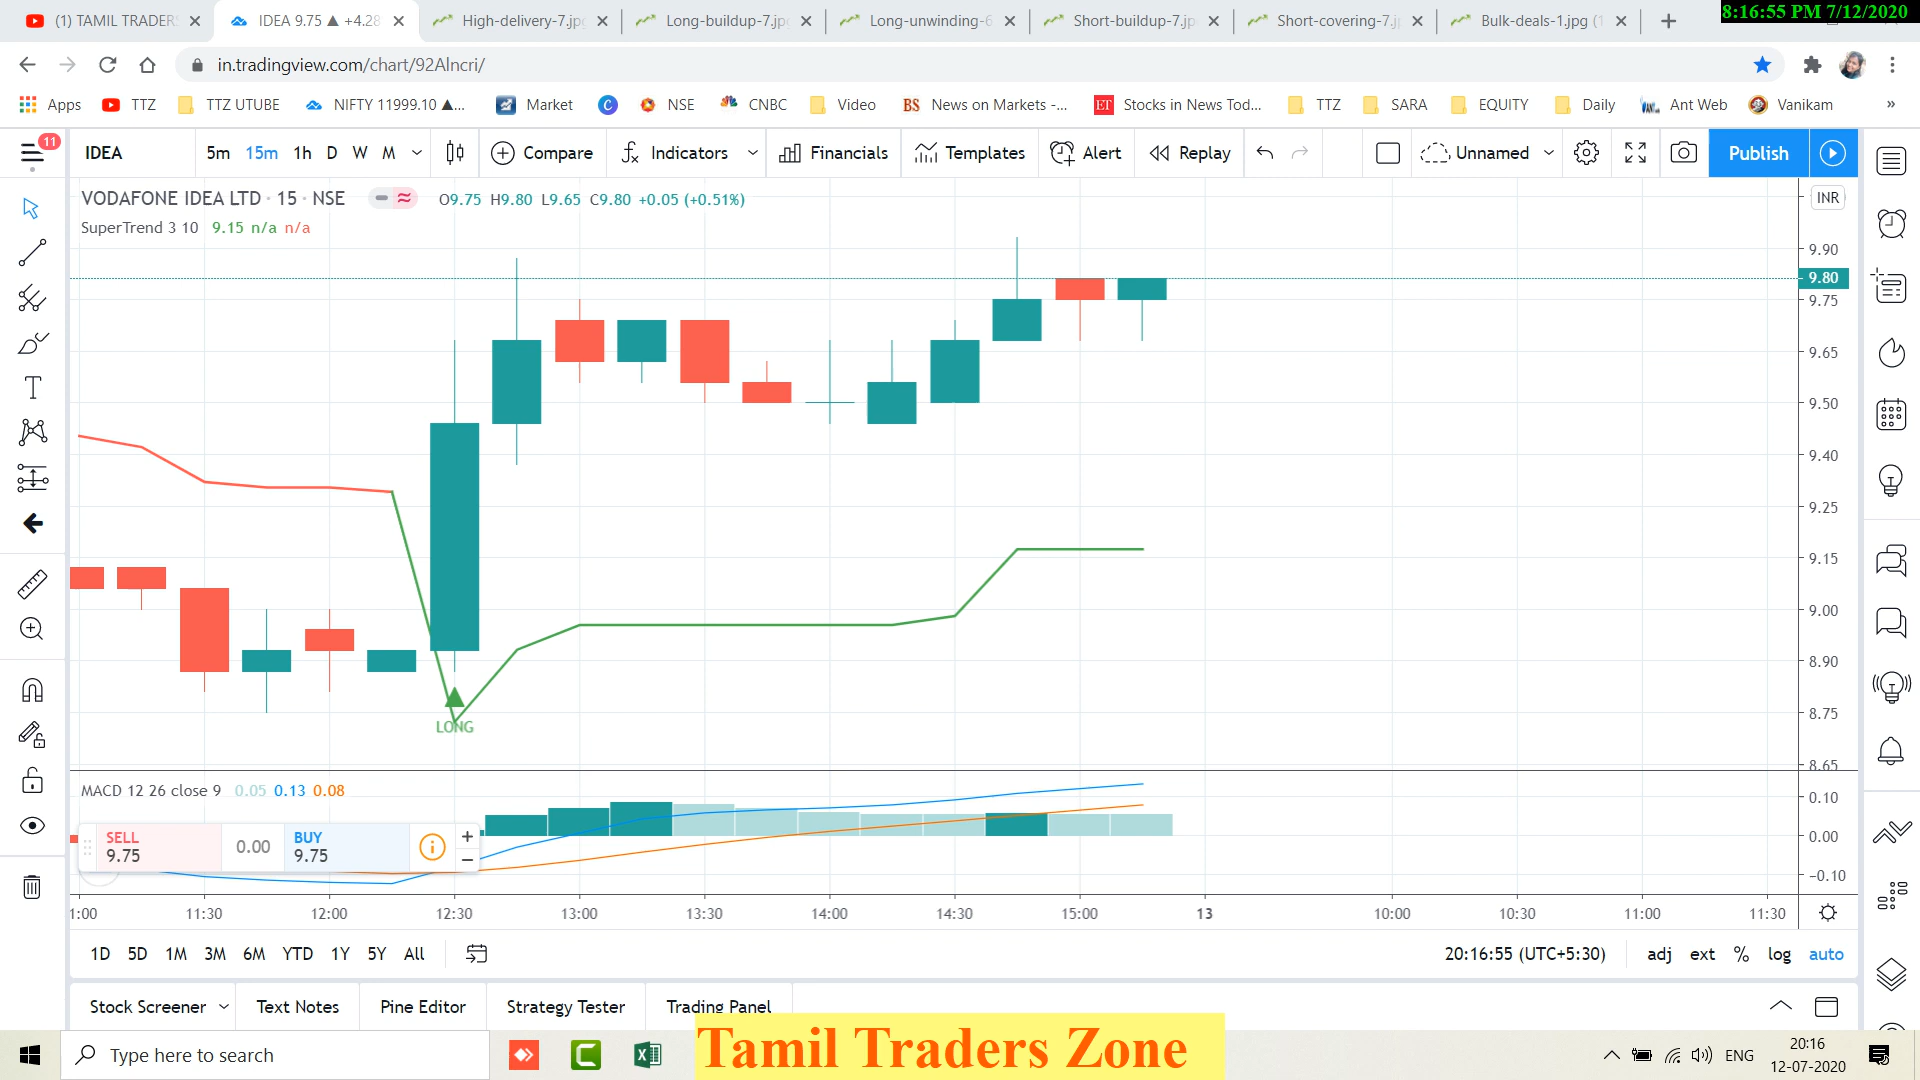 (1) TAMIL TRADERS
IDEA 9.75 ▲ +4.28
High-delivery-7.jpg
Long-buildup-7.jpg
Long-unwinding-6
Short-buildup-7.jp
Short-covering-7.j
Bulk-deals-1.jpg (1
8:16:55 PM 7/12/2020
in.tradingview.com/chart/92Alncri/
Apps TTZ TTZ UTUBE NIFTY 11999.10 ▲... Market NSE CNBC Video BS News on Markets -... ET Stocks in News Tod... TTZ SARA EQUITY Daily Ant Web Vanikam »
11
IDEA 5m 15m 1h D W M Compare Indicators Financials Templates Alert Replay Unnamed Publish
VODAFONE IDEA LTD · 15 · NSE O9.75 H9.80 L9.65 C9.80 +0.05 (+0.51%)
INR
SuperTrend 3 10 9.15 n/a n/a
9.90
9.80
9.75
9.65
9.50
9.40
9.25
9.15
9.00
8.90
8.75
8.65
LONG
MACD 12 26 close 9 0.05 0.13 0.08
0.10
0.00
−0.10
SELL
9.75
0.00
BUY
9.75
1:00 11:30 12:00 12:30 13:00 13:30 14:00 14:30 15:00 13 10:00 10:30 11:00 11:30
1D 5D 1M 3M 6M YTD 1Y 5Y All 20:16:55 (UTC+5:30) adj ext % log auto
Stock Screener Text Notes Pine Editor Strategy Tester Trading Panel
Type here to search
Tamil Traders Zone
ENG
20:16
12-07-2020